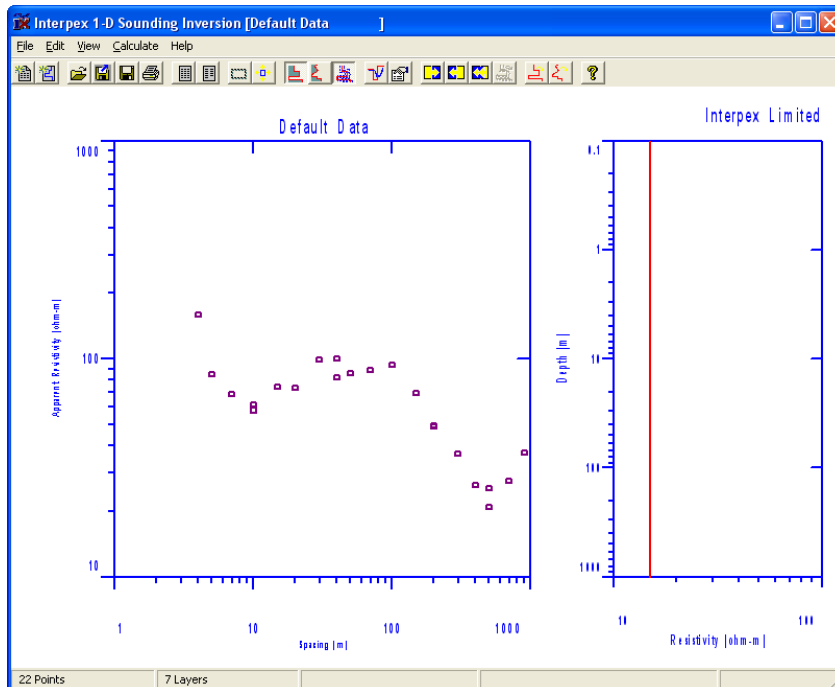 Interpex 1-D Sounding Inversion [Default Data ]
File Edit View Calculate Help
Interpex Limited
Default Data
1000
100
10
Apparent Resistivity (ohm-m)
1 10 100 1000
Spacing (m)
0.1
1
10
100
1000
Depth (m)
10 100
Resistivity (ohm-m)
22 Points
7 Layers